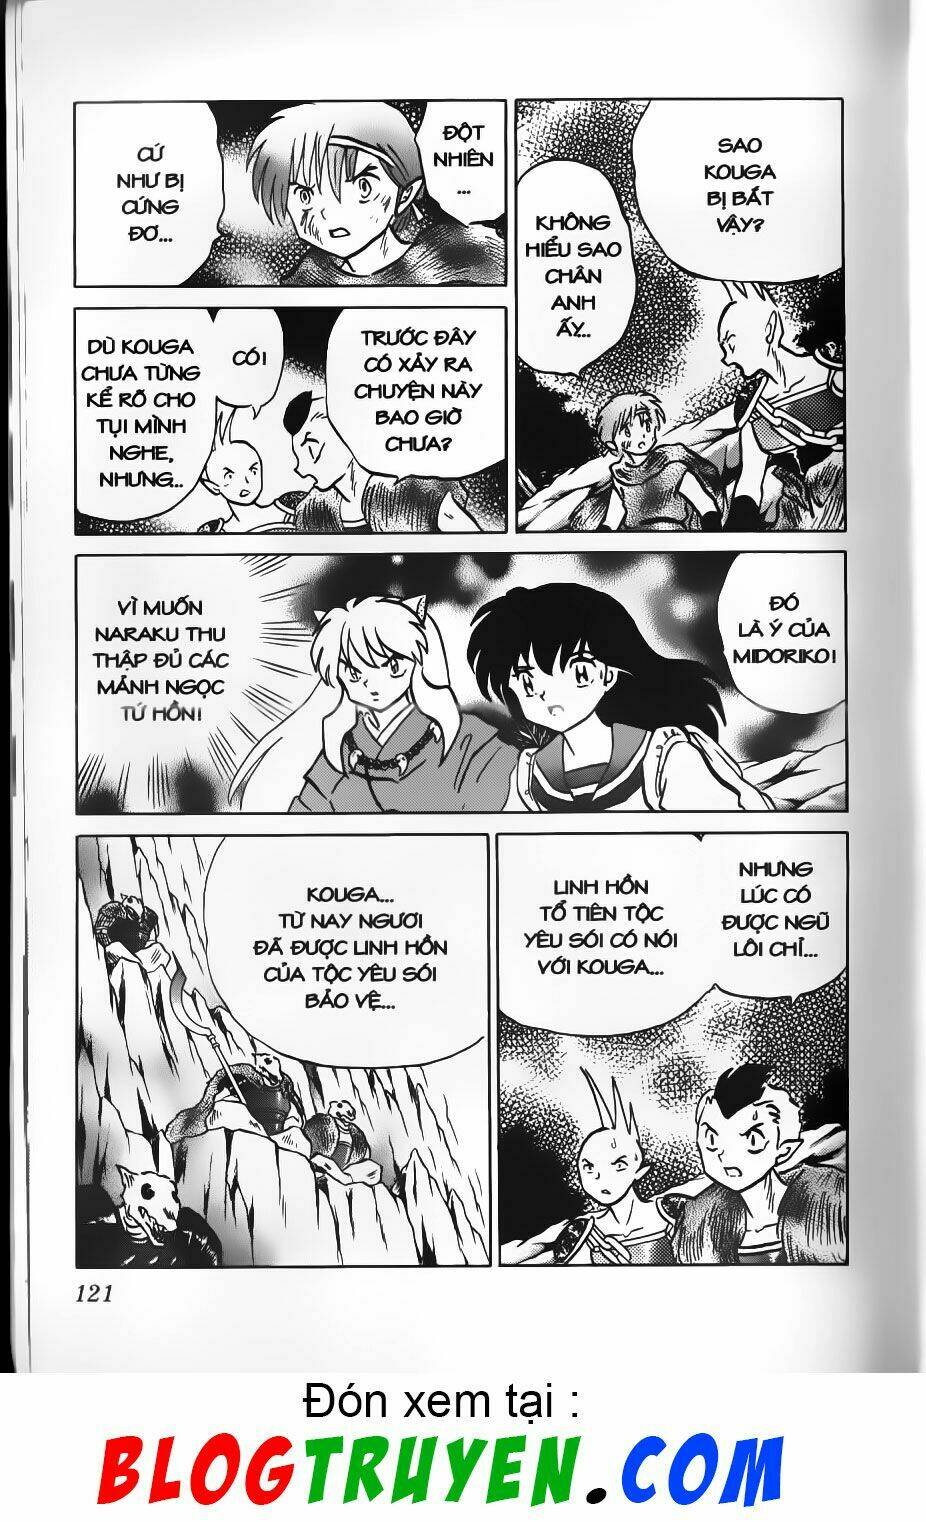 SAO
KOUGA
BỊ BẮT
VẬY?
KHÔNG
HIỂU SAO
CHÂN
ANH
ẤY...
ĐỘT
NHIÊN
...
CỨ
NHƯ BỊ
CỨNG
ĐƠ...
TRƯỚC ĐÂY
CÓ XẢY RA
CHUYỆN NÀY
BAO GIỜ
CHƯA?
CÓ!
DÙ KOUGA
CHƯA TỪNG
KỂ RÕ CHO
TỤI MÌNH
NGHE,
NHƯNG...
ĐÓ
LÀ Ý CỦA
MIDORIKO!
VÌ MUỐN
NARAKU THU
THẬP ĐỦ CÁC
MẢNH NGỌC
TỨ HỒN!
NHƯNG
LÚC CÓ
ĐƯỢC NGŨ
LÔI CHỈ...
LINH HỒN
TỔ TIÊN TỘC
YÊU SÓI CÓ NÓI
VỚI KOUGA...
KOUGA...
TỪ NAY NGƯƠI
ĐÃ ĐƯỢC LINH HỒN
CỦA TỘC YÊU SÓI
BẢO VỆ...
121
Đón xem tại :
BLOGTRUYEN.COM